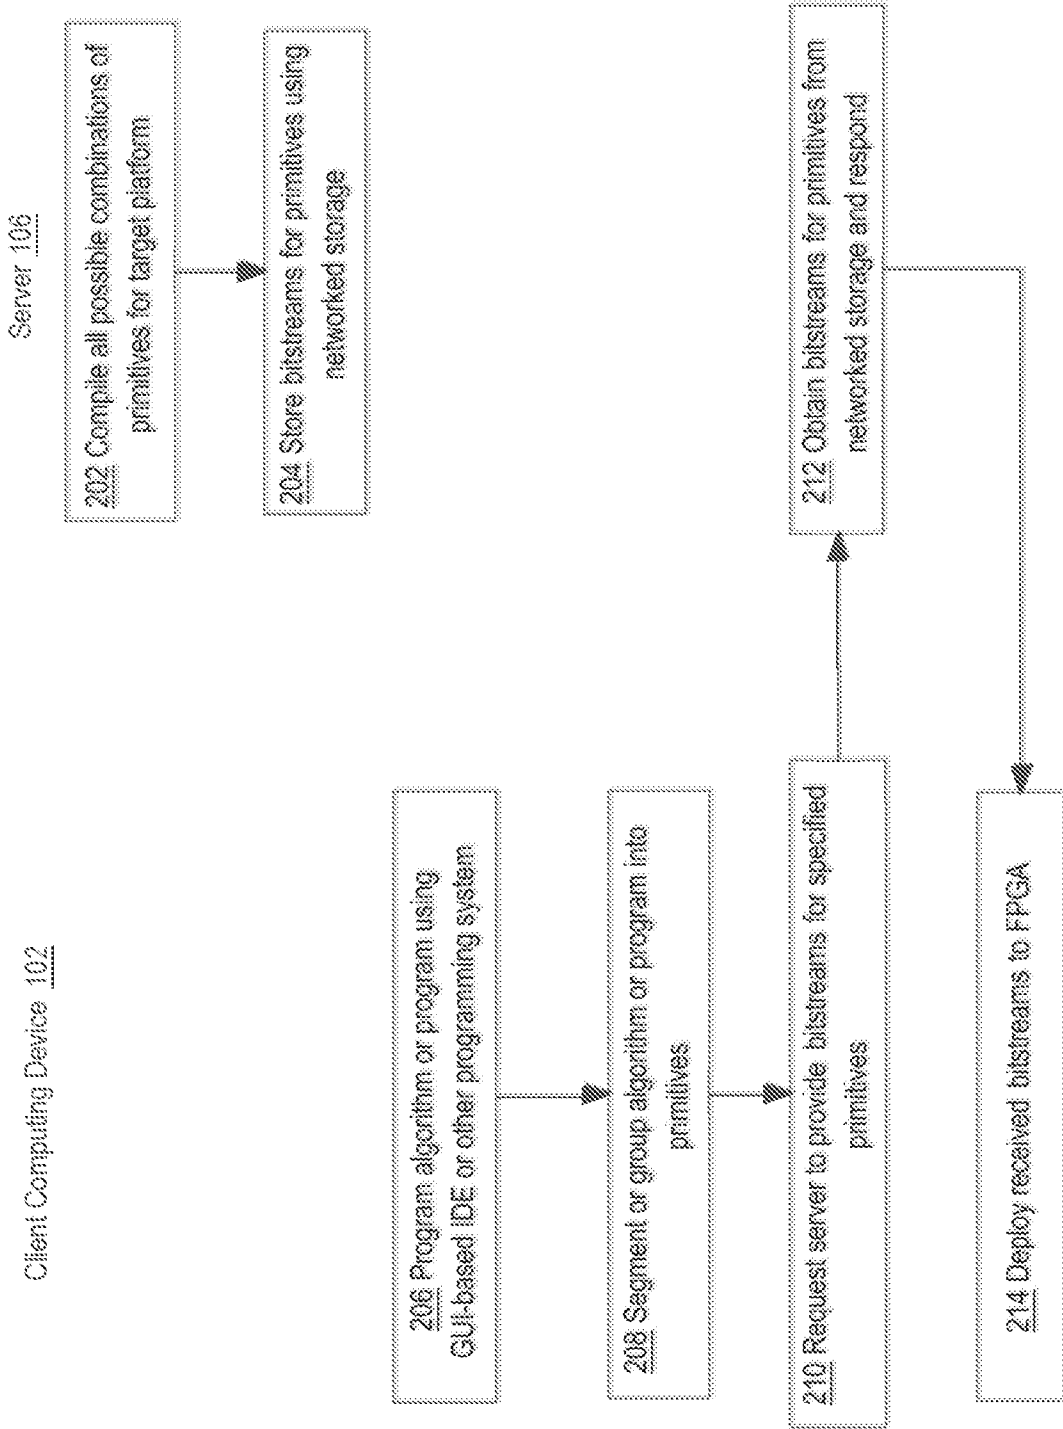 Client Computing Device 102
Server 106
202 Compile all possible combinations of
primitives for target platform
204 Store bitstreams for primitives using
networked storage
206 Program algorithm or program using
GUI-based IDE or other programming system
208 Segment or group algorithm or program into
primitives
210 Request server to provide bitstreams for specified
primitives
212 Obtain bitstreams for primitives from
networked storage and respond
214 Deploy received bitstreams to FPGA